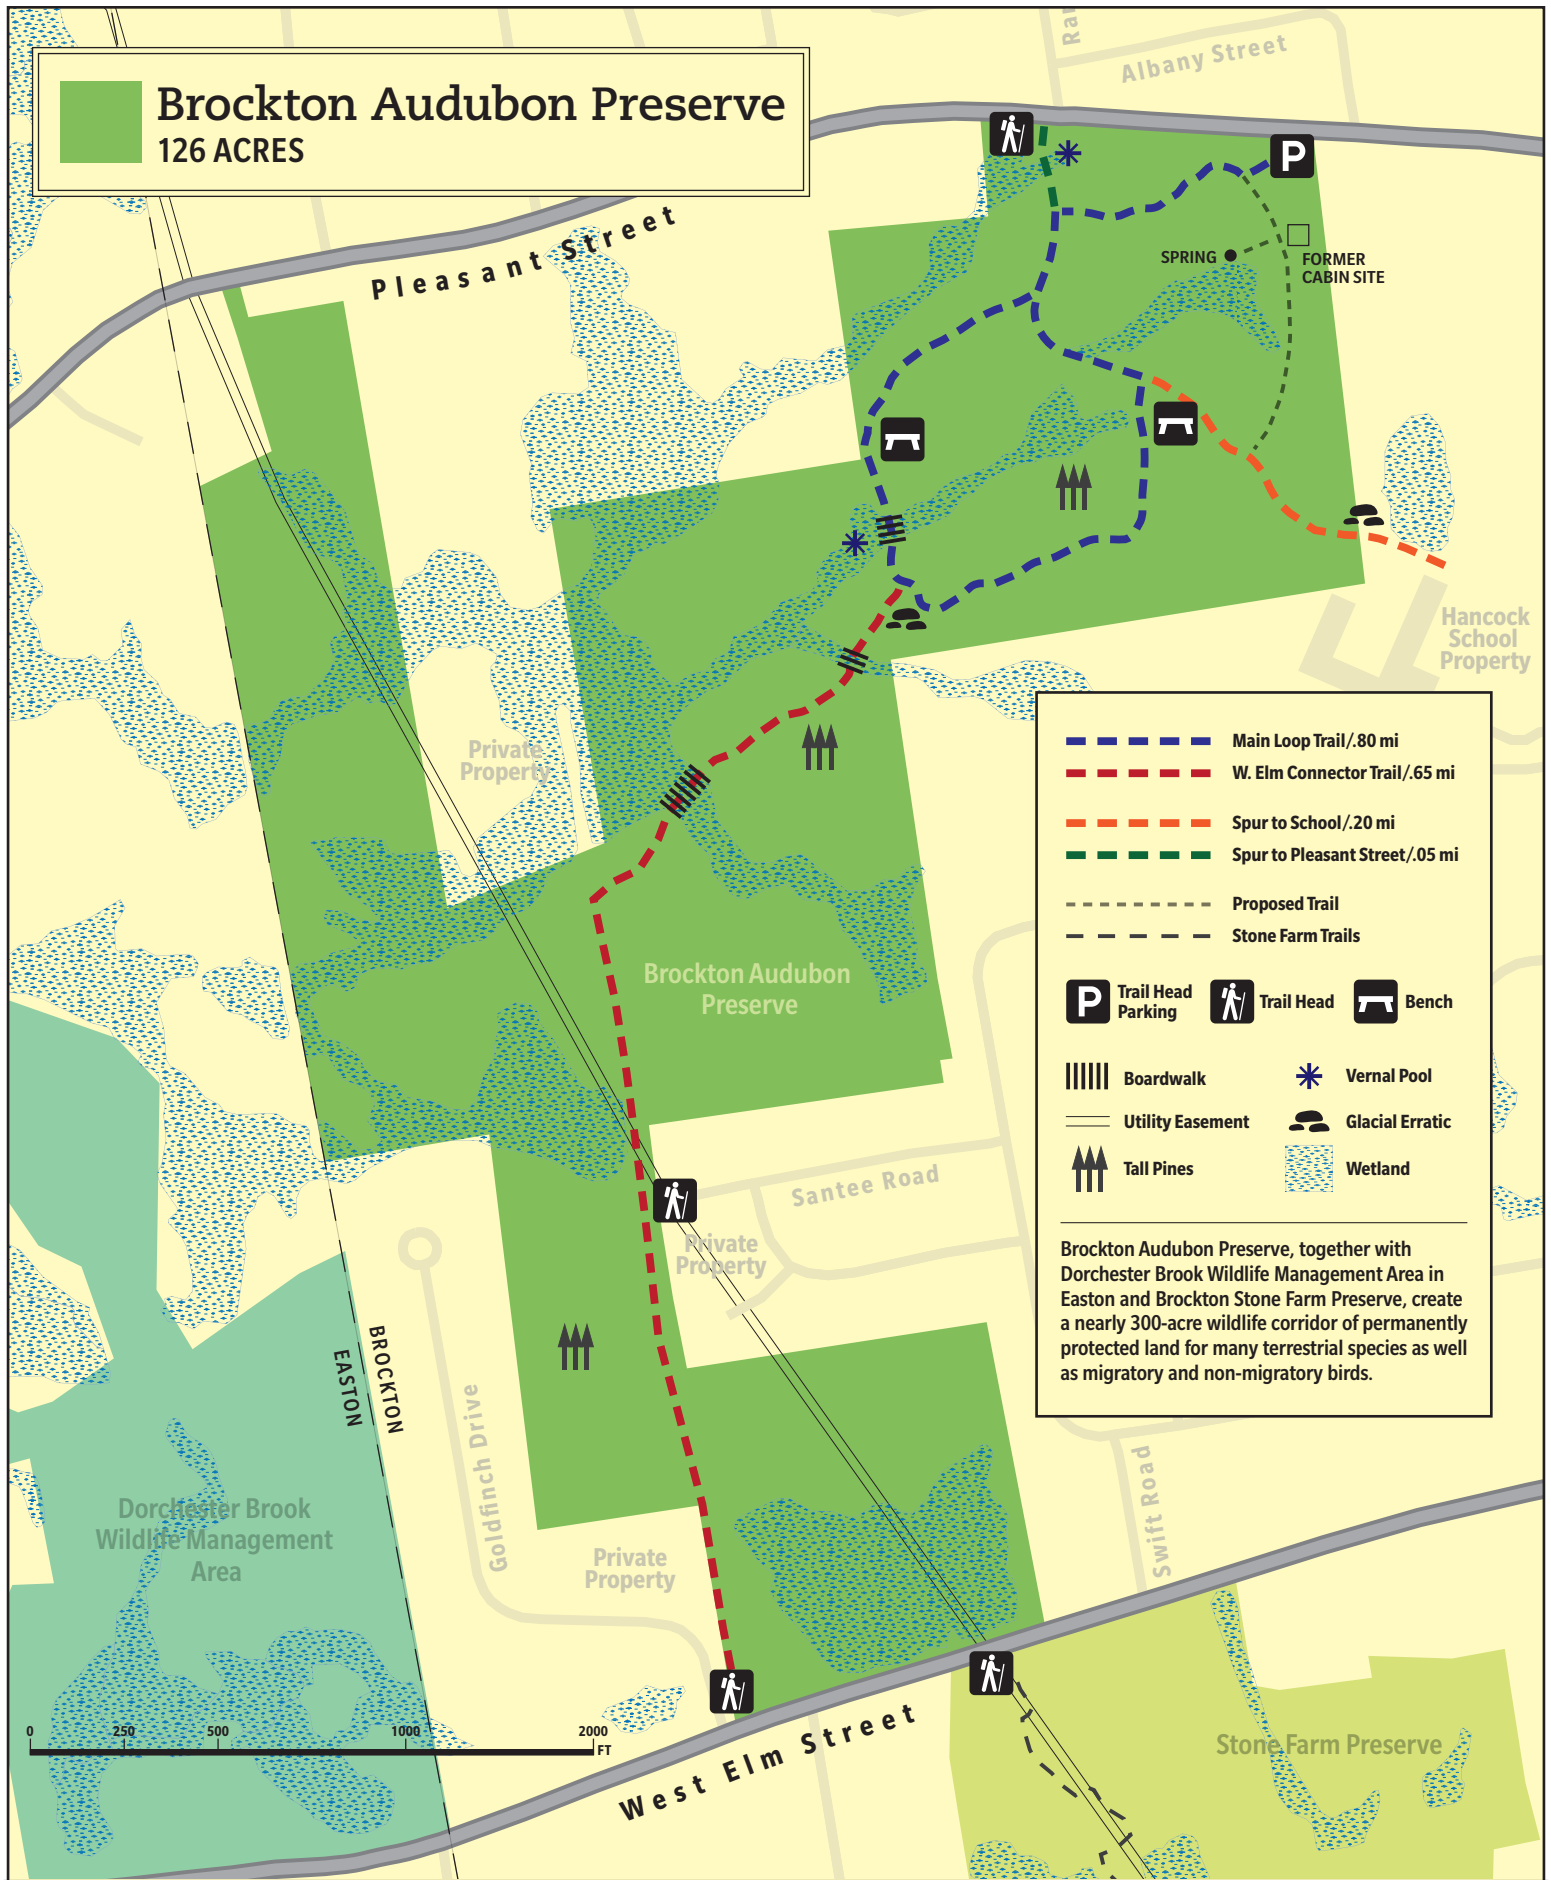 Brockton Audubon Preserve
126 ACRES
Albany Street
Pleasant Street
P
SPRING
FORMER
CABIN SITE
Hancock
School
Property
Private
Property
Main Loop Trail/.80 mi
W. Elm Connector Trail/.65 mi
Spur to School/.20 mi
Spur to Pleasant Street/.05 mi
Proposed Trail
Stone Farm Trails
P
Trail Head
Parking
Trail Head
Bench
Boardwalk
Vernal Pool
Utility Easement
Glacial Erratic
Tall Pines
Wetland
Brockton Audubon Preserve, together with
Dorchester Brook Wildlife Management Area in
Easton and Brockton Stone Farm Preserve, create
a nearly 300-acre wildlife corridor of permanently
protected land for many terrestrial species as well
as migratory and non-migratory birds.
Brockton Audubon
Preserve
Santee Road
Private
Property
BROCKTON
EASTON
Goldfinch Drive
Swift Road
Dorchester Brook
Wildlife Management
Area
Private
Property
0 250 500 1000 2000
FT
West Elm Street
Stone Farm Preserve